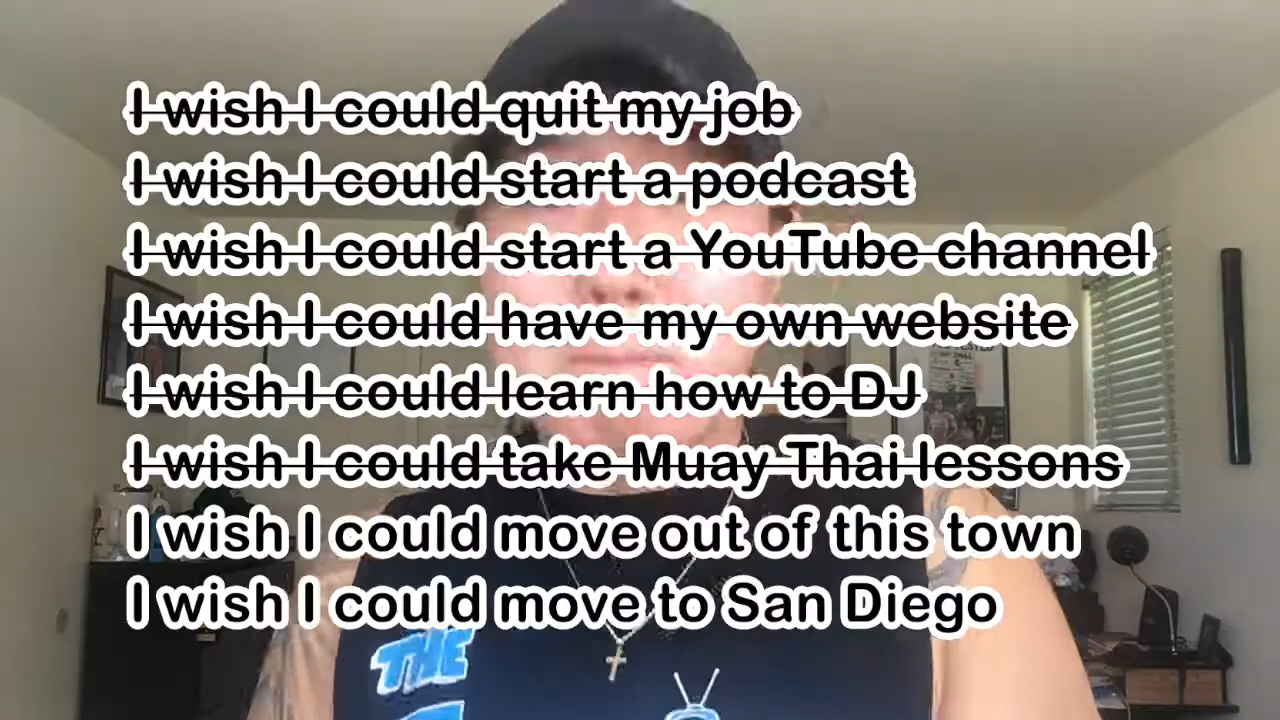 I wish I could quit my job
I wish I could start a podcast
I wish I could start a YouTube channel
I wish I could have my own website
I wish I could learn how to DJ
I wish I could take Muay Thai lessons
I wish I could move out of this town
I wish I could move to San Diego
THE